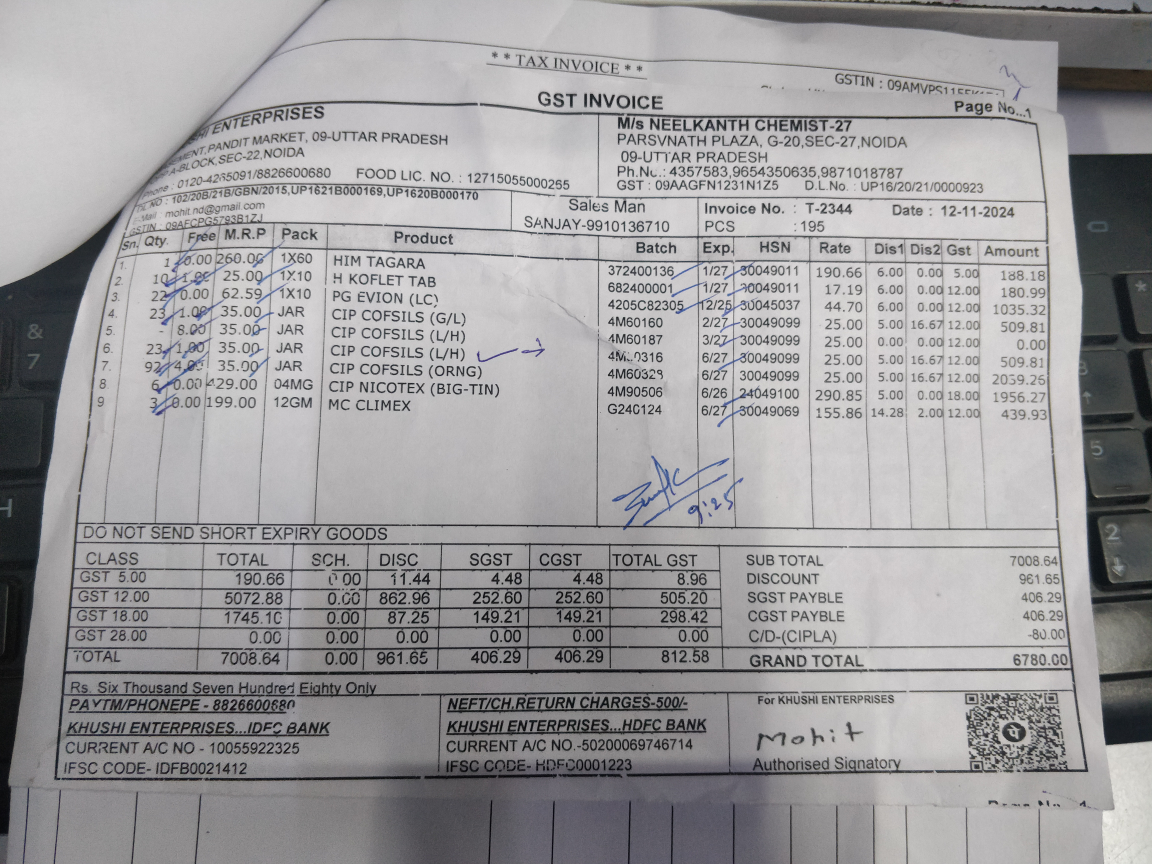 * * TAX INVOICE * *
GSTIN : 09AMVPS1155
GST INVOICE
Page No...1
SHI ENTERPRISES
EMENT, PANDIT MARKET, 09-UTTAR PRADESH
A-BLOCK,SEC-22,NOIDA
Phone : 0120-4265091/8826600680 FOOD LIC. NO. : 12715055000265
DL.NO : 102/20B/21B/GBN/2015,UP1621B000169,UP1620B000170
E-Mail : mohit.nd@gmail.com
GSTIN : 09AFCPG5793B1ZJ
M/s NEELKANTH CHEMIST-27
PARSVNATH PLAZA, G-20,SEC-27,NOIDA
09-UTTAR PRADESH
Ph.No.: 4357583,9654350635,9871018787
GST : 09AAGFN1231N1Z5 D.L.No. : UP16/20/21/0000923
Sales Man
SANJAY-9910136710
Invoice No. : T-2344 Date : 12-11-2024
PCS : 195
Sn. Qty. Free M.R.P Pack Product Batch Exp. HSN Rate Dis1 Dis2 Gst Amount
1. 1 0.00 260.00 1X60 HIM TAGARA 372400136 1/27 30049011 190.66 6.00 0.00 5.00 188.18
2. 10 1.00 25.00 1X10 H KOFLET TAB 682400001 1/27 30049011 17.19 6.00 0.00 12.00 180.99
3. 22 0.00 62.59 1X10 PG EVION (LC) 4205C82305 12/25 30045037 44.70 6.00 0.00 12.00 1035.32
4. 23 1.00 35.00 JAR CIP COFSILS (G/L) 4M60160 2/27 30049099 25.00 5.00 16.67 12.00 509.81
5. - 8.00 35.00 JAR CIP COFSILS (L/H) 4M60187 3/27 30049099 25.00 0.00 0.00 12.00 0.00
6. 23 1.00 35.00 JAR CIP COFSILS (L/H) 6/27 30049099 25.00 5.00 16.67 12.00 509.81
7. 92 4.00 35.00 JAR CIP COFSILS (ORNG) 4M60328 6/27 30049099 25.00 5.00 16.67 12.00 2039.26
8 6 0.00 429.00 04MG CIP NICOTEX (BIG-TIN) 4M90506 6/26 24049100 290.85 5.00 0.00 18.00 1956.27
9 3 0.00 199.00 12GM MC CLIMEX G240124 6/27 30049069 155.86 14.28 2.00 12.00 439.93
9:25
DO NOT SEND SHORT EXPIRY GOODS
CLASS TOTAL SCH. DISC SGST CGST TOTAL GST
GST 5.00 190.66 0.00 11.44 4.48 4.48 8.96
GST 12.00 5072.88 0.00 862.96 252.60 252.60 505.20
GST 18.00 1745.10 0.00 87.25 149.21 149.21 298.42
GST 28.00 0.00 0.00 0.00 0.00 0.00 0.00
TOTAL 7008.64 0.00 961.65 406.29 406.29 812.58
SUB TOTAL 7008.64
DISCOUNT 961.65
SGST PAYBLE 406.29
CGST PAYBLE 406.29
C/D-(CIPLA) -80.00
GRAND TOTAL 6780.00
Rs. Six Thousand Seven Hundred Eighty Only
PAYTM/PHONEPE - 8826600680
KHUSHI ENTERPRISES...IDFC BANK
CURRENT A/C NO - 10055922325
IFSC CODE- IDFB0021412
NEFT/CH.RETURN CHARGES-500/-
KHUSHI ENTERPRISES...HDFC BANK
CURRENT A/C NO.-50200069746714
IFSC CODE- HDFC0001223
For KHUSHI ENTERPRISES
Mohit
Authorised Signatory